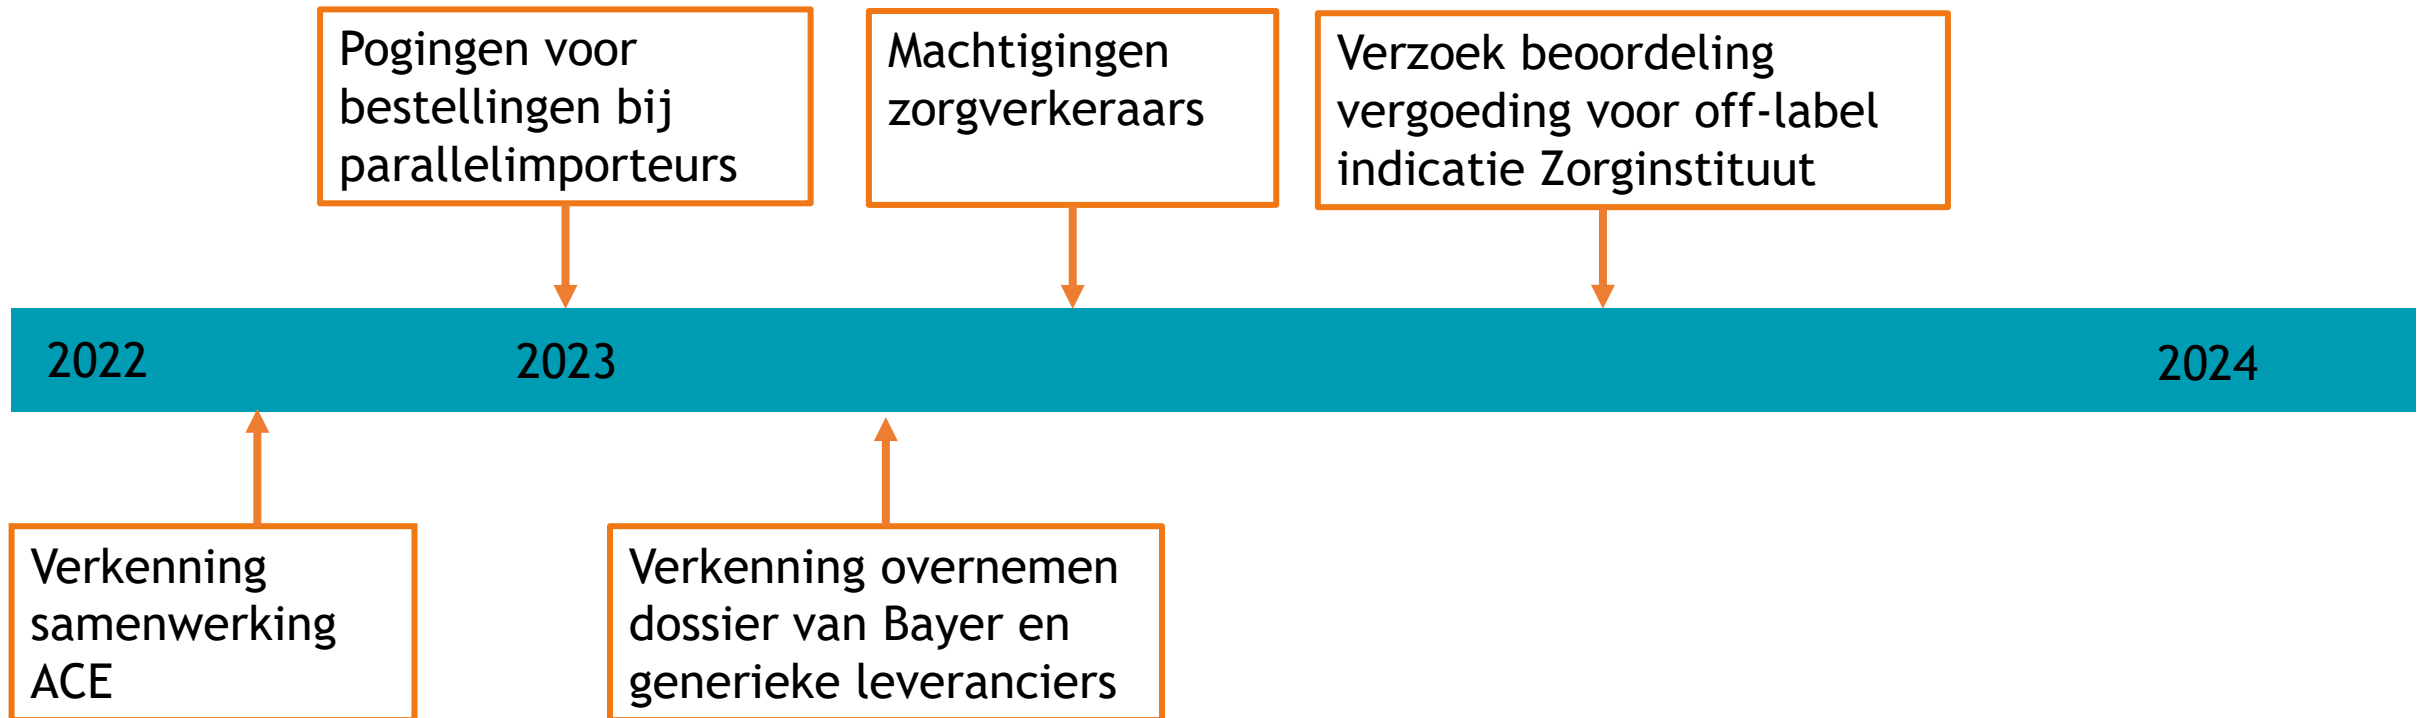 Pogingen voor
bestellingen bij
parallelimporteurs
Machtigingen
zorgverkeraars
Verzoek beoordeling
vergoeding voor off-label
indicatie Zorginstituut
2022
2023
2024
Verkenning
samenwerking
ACE
Verkenning overnemen
dossier van Bayer en
generieke leveranciers